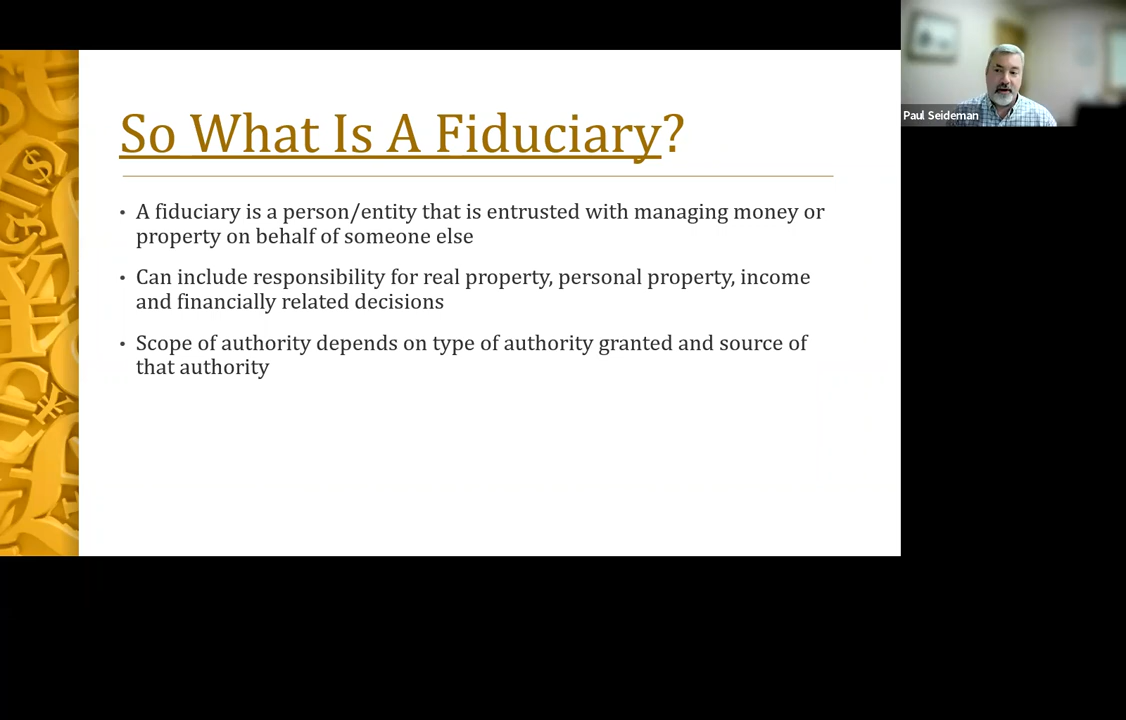 So What Is A Fiduciary?
• A fiduciary is a person/entity that is entrusted with managing money or
property on behalf of someone else
• Can include responsibility for real property, personal property, income
and financially related decisions
• Scope of authority depends on type of authority granted and source of
that authority
Paul Seideman